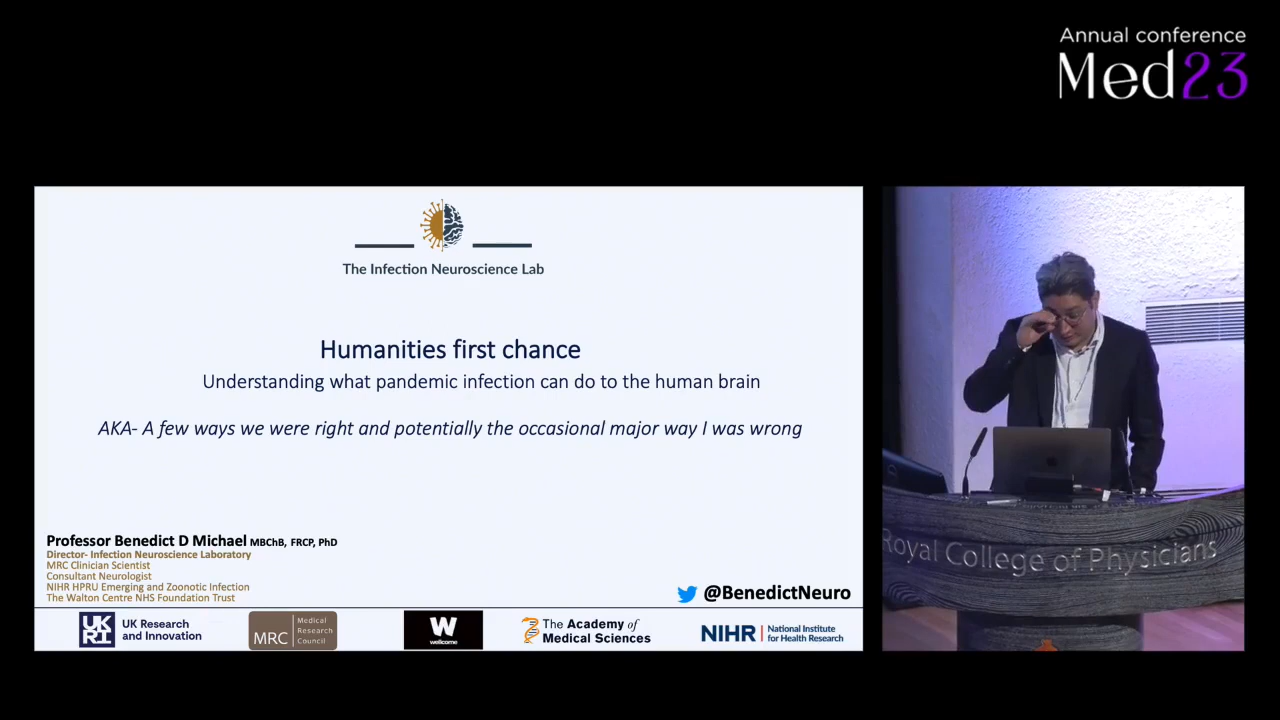 Annual conference
Med23
The Infection Neuroscience Lab
Humanities first chance
Understanding what pandemic infection can do to the human brain
AKA- A few ways we were right and potentially the occasional major way I was wrong
Professor Benedict D Michael MBChB, FRCP, PhD
Director- Infection Neuroscience Laboratory
MRC Clinician Scientist
Consultant Neurologist
NIHR HPRU Emerging and Zoonotic Infection
The Walton Centre NHS Foundation Trust
@BenedictNeuro
UKRI
UK Research
and Innovation
MRC
Medical
Research
Council
W
wellcome
The Academy of
Medical Sciences
NIHR
National Institute
for Health Research
Royal College of Physicians